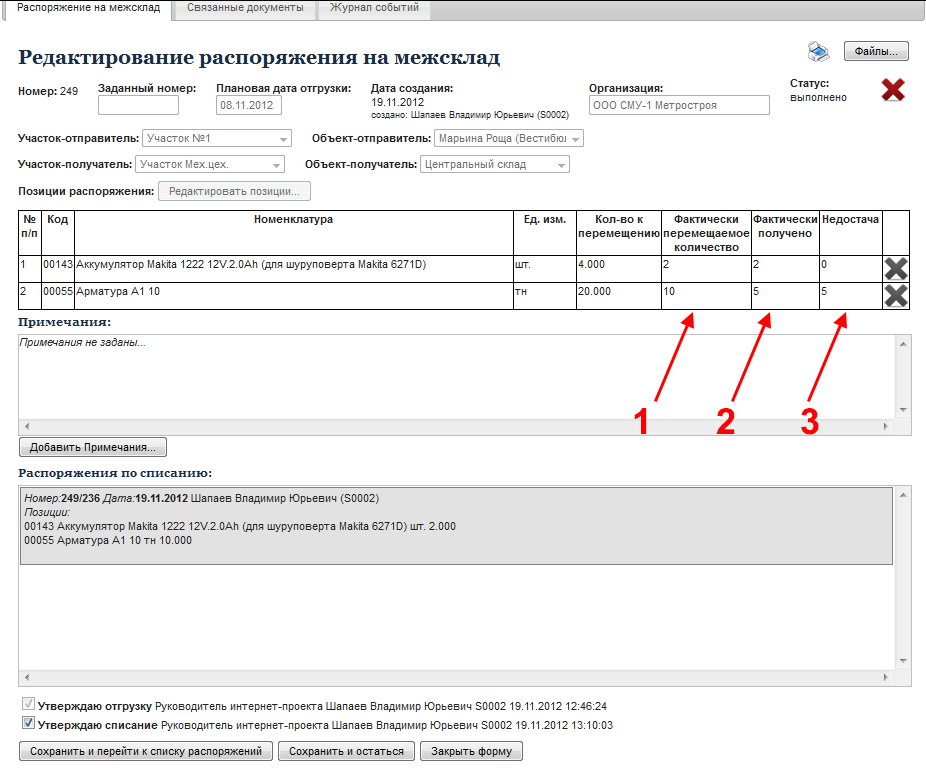 Распоряжение на межсклад Связанные документы Журнал событий
Редактирование распоряжения на межсклад
Файлы...
Номер: 249
Заданный номер:
Плановая дата отгрузки:
08.11.2012
Дата создания:
19.11.2012
создано: Шапаев Владимир Юрьевич (S0002)
Организация:
ООО СМУ-1 Метростроя
Статус:
выполнено
Участок-отправитель: Участок №1 Объект-отправитель: Марьина Роща (Вестибюл
Участок-получатель: Участок Мех.цех. Объект-получатель: Центральный склад
Позиции распоряжения: Редактировать позиции...
№ п/п Код Номенклатура Ед. изм. Кол-во к перемещению Фактически перемещаемое количество Фактически получено Недостача
1 00143 Аккумулятор Makita 1222 12V.2.0Ah (для шуруповерта Makita 6271D) шт. 4.000 2 2 0
2 00055 Арматура А1 10 тн 20.000 10 5 5
Примечания:
Примечания не заданы...
1 2 3
Добавить Примечания...
Распоряжения по списанию:
Номер:249/236 Дата:19.11.2012 Шапаев Владимир Юрьевич (S0002)
Позиции:
00143 Аккумулятор Makita 1222 12V.2.0Ah (для шуруповерта Makita 6271D) шт. 2.000
00055 Арматура А1 10 тн 10.000
Утверждаю отгрузку Руководитель интернет-проекта Шапаев Владимир Юрьевич S0002 19.11.2012 12:46:24
Утверждаю списание Руководитель интернет-проекта Шапаев Владимир Юрьевич S0002 19.11.2012 13:10:03
Сохранить и перейти к списку распоряжений Сохранить и остаться Закрыть форму